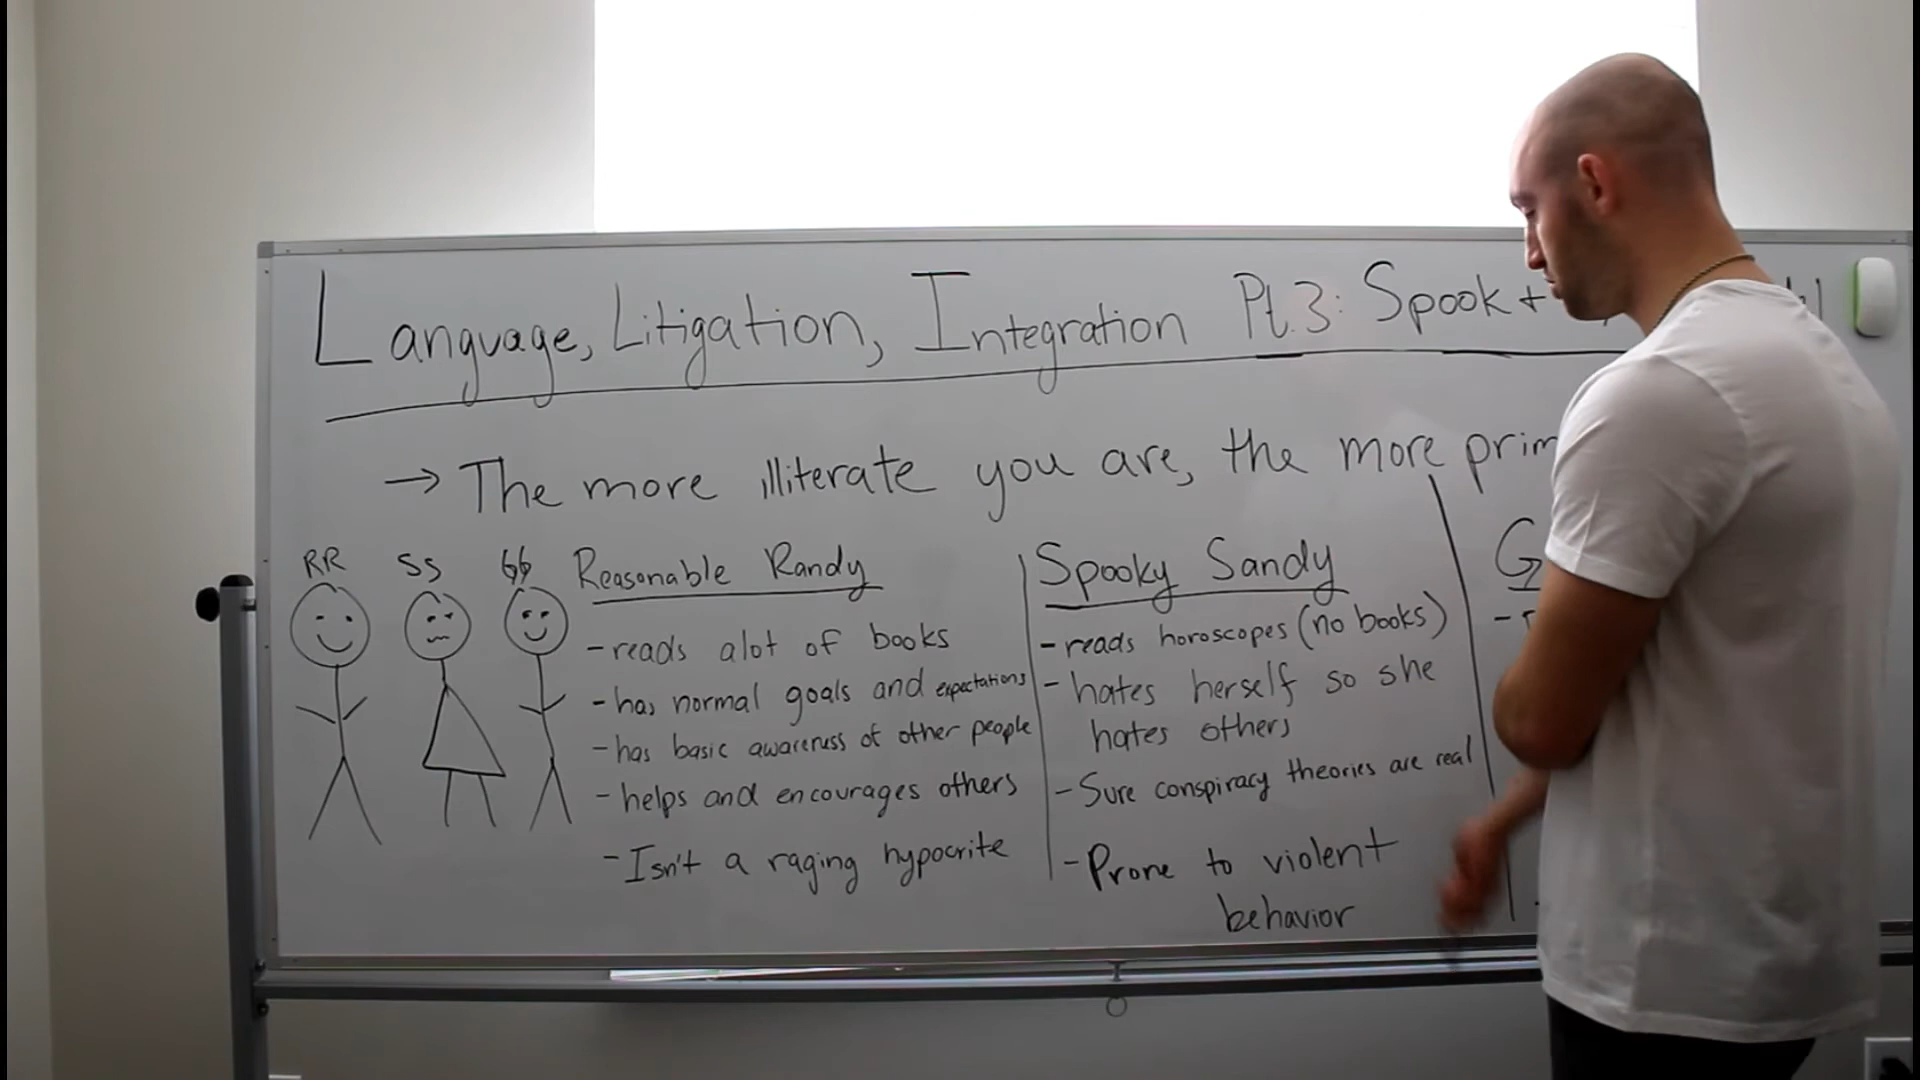 Language, Litigation, Integration Pt.3: Spook +
→ The more illiterate you are, the more prim
RR SS GG
Reasonable Randy
- reads alot of books
- has normal goals and expectations
- has basic awareness of other people
- helps and encourages others
- Isn't a raging hypocrite
Spooky Sandy
- reads horoscopes (no books)
- hates herself so she
hates others
- Sure conspiracy theories are real
- Prone to violent
behavior
G